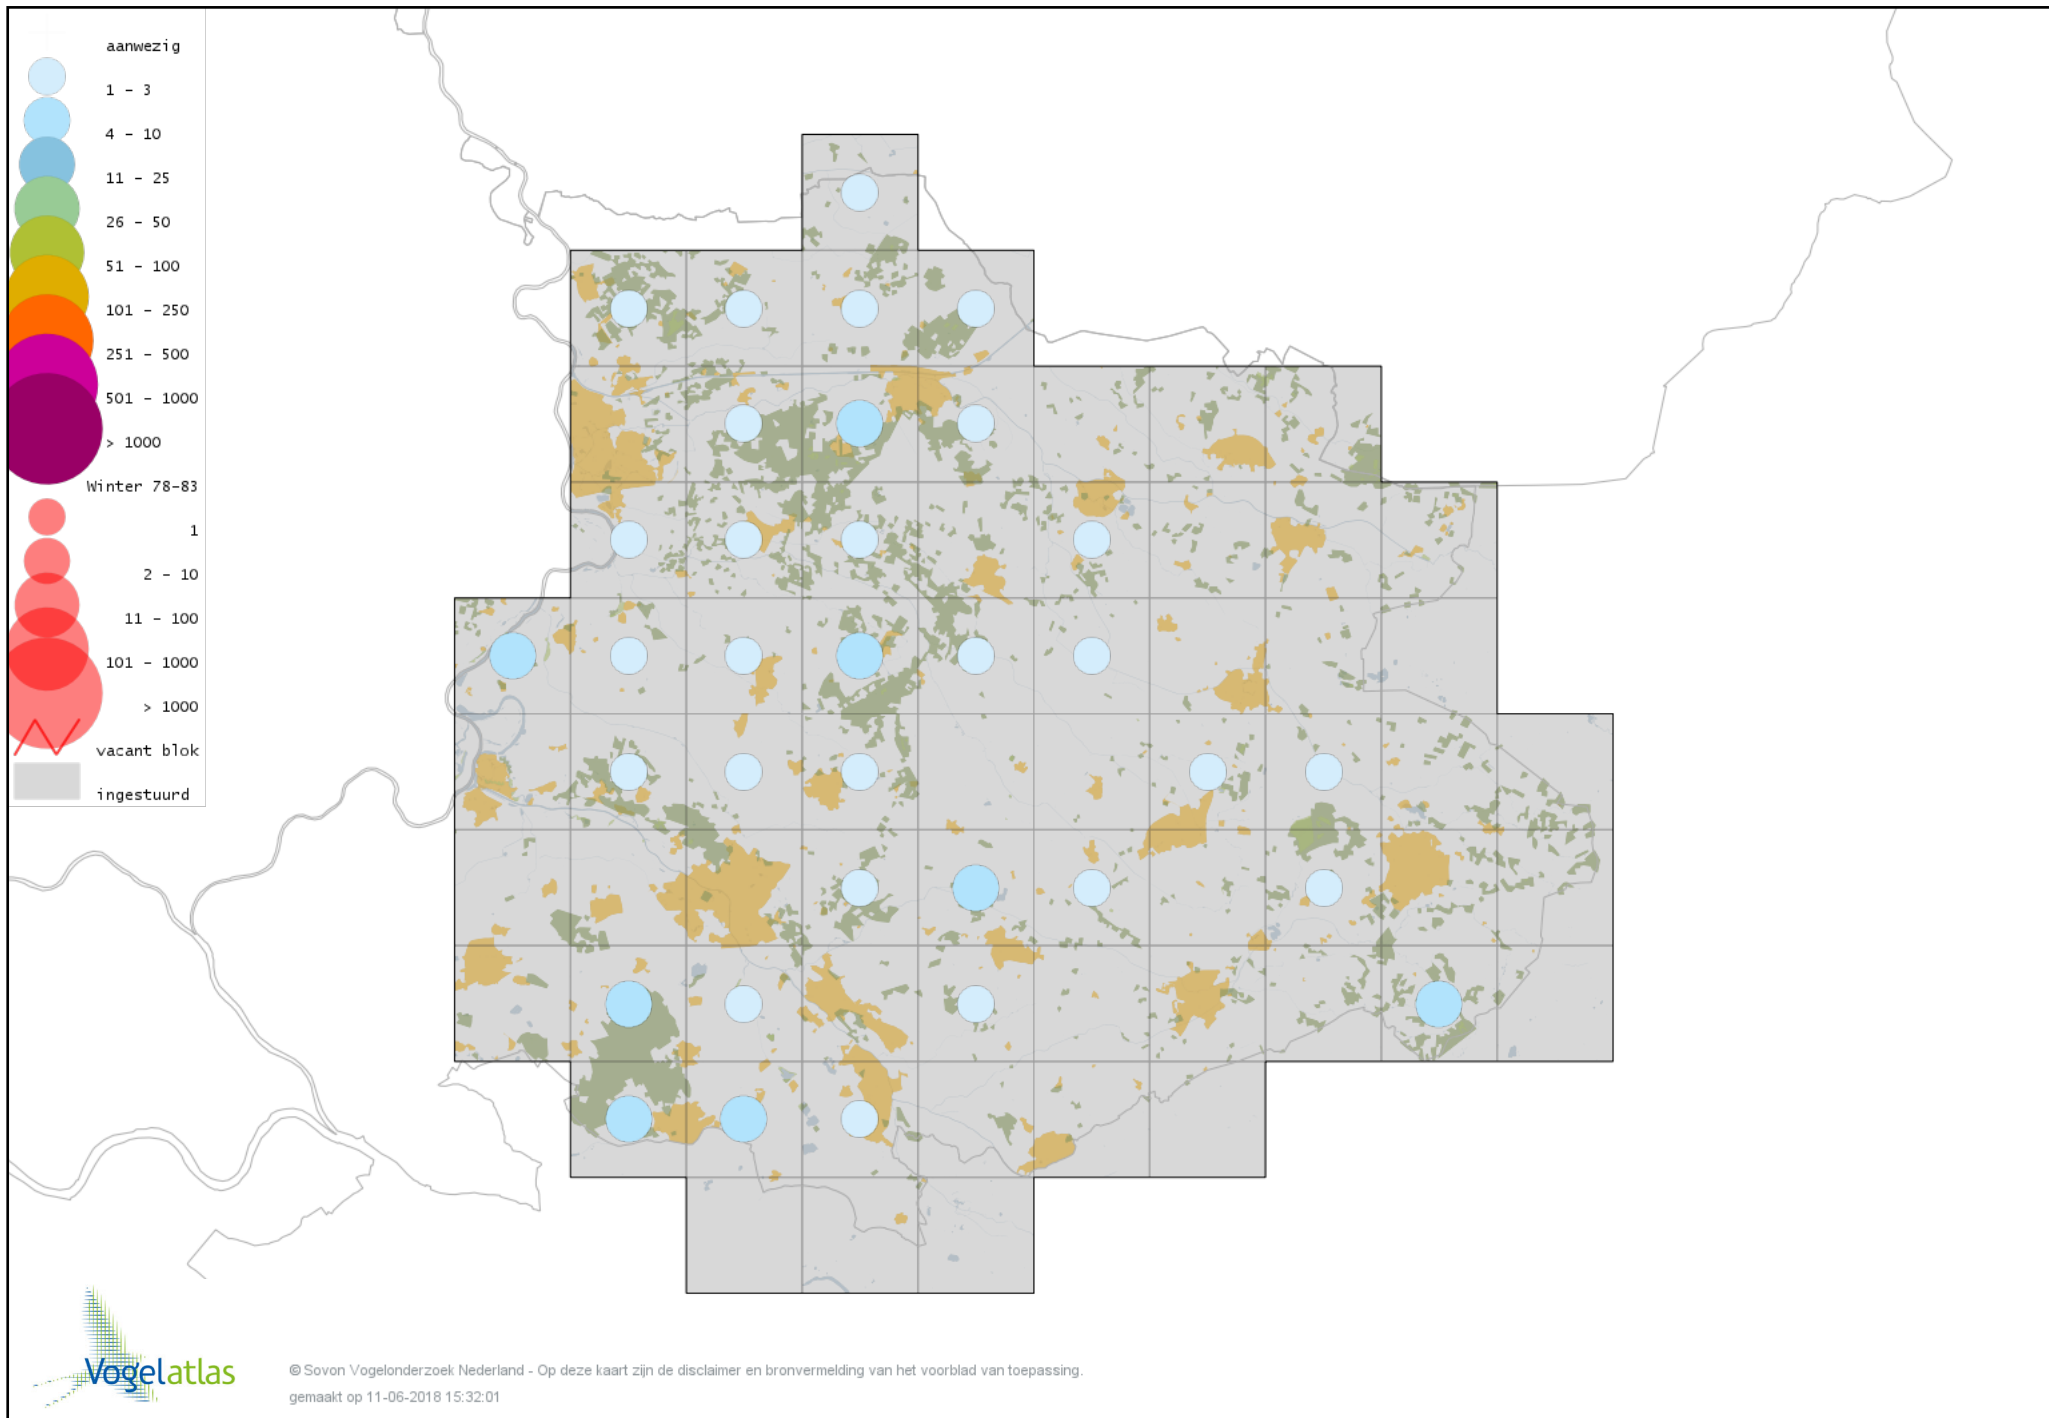 aanwezig
1 - 3
4 - 10
11 - 25
26 - 50
51 - 100
101 - 250
251 - 500
501 - 1000
> 1000
Winter 78-83
1
2 - 10
11 - 100
101 - 1000
> 1000
vacant blok
ingestuurd
Vogelatlas
© Sovon Vogelonderzoek Nederland - Op deze kaart zijn de disclaimer en bronvermelding van het voorblad van toepassing.
gemaakt op 11-06-2018 15:32:01